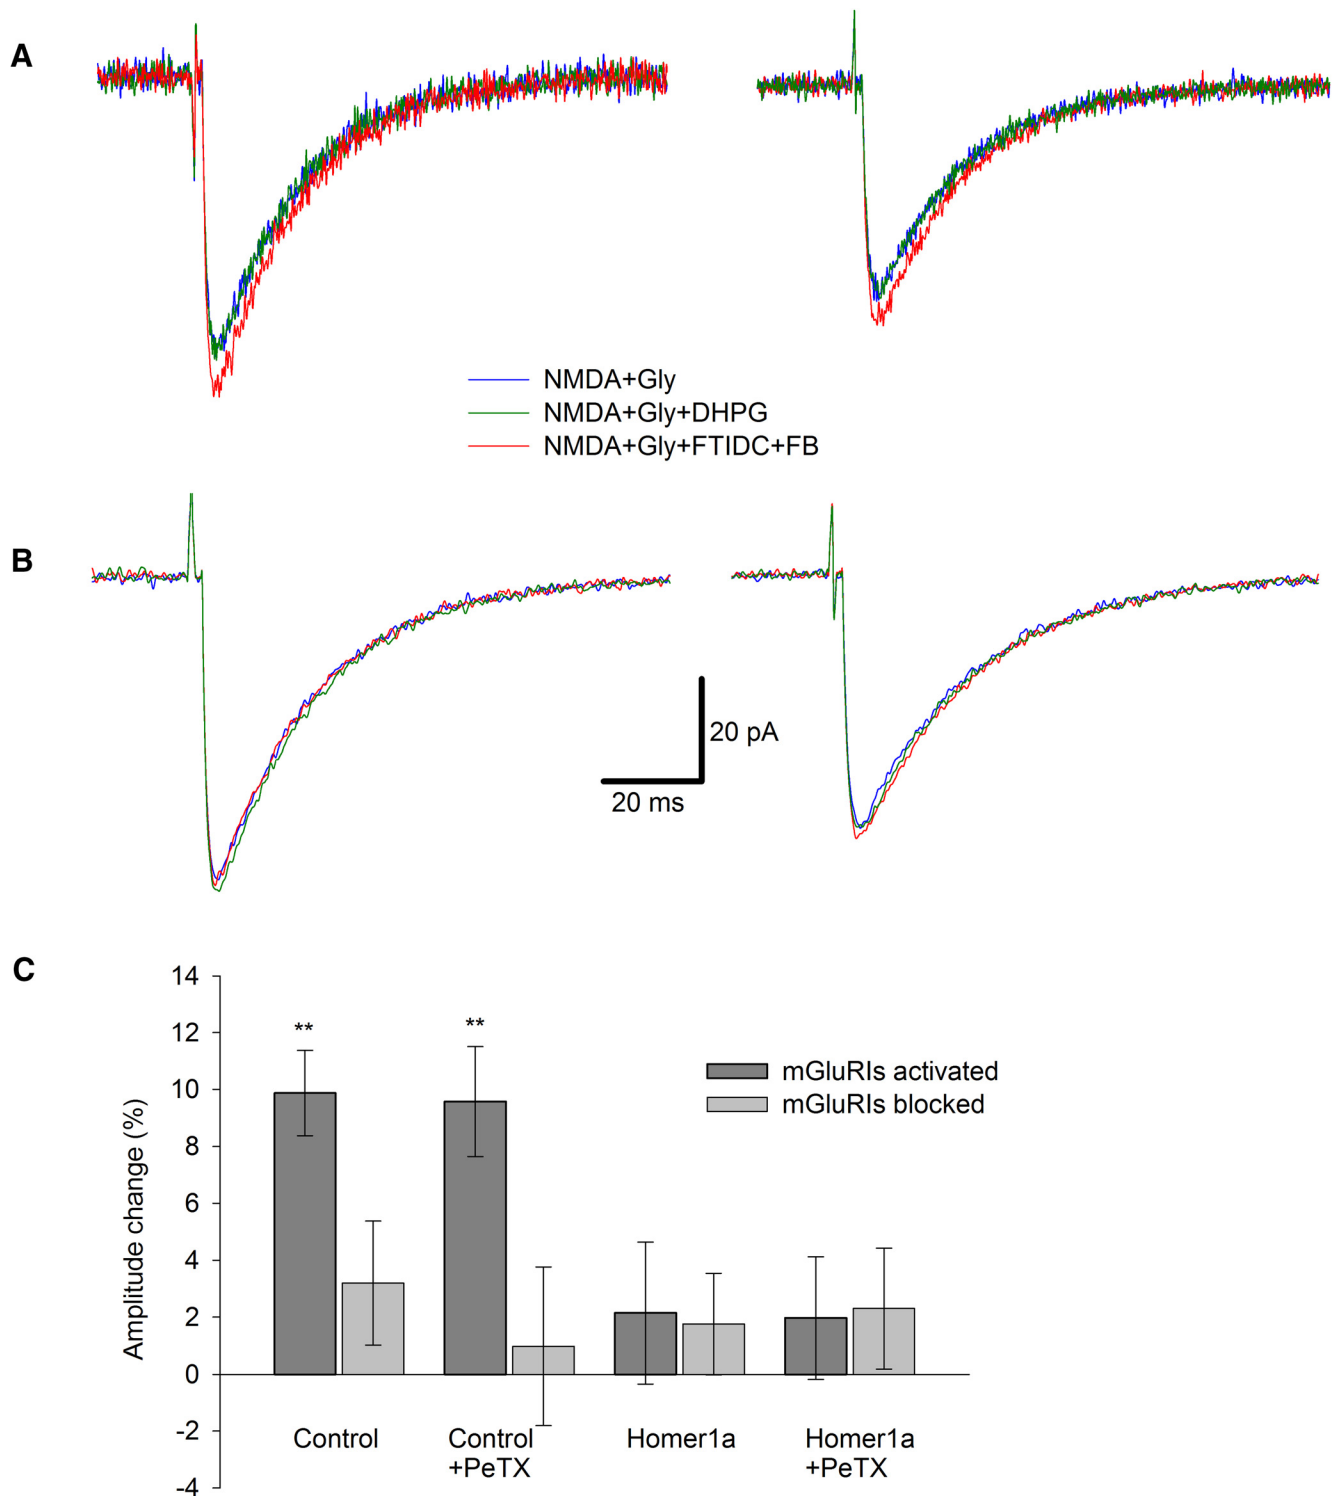 A
NMDA+Gly
NMDA+Gly+DHPG
NMDA+Gly+FTIDC+FB
B
20 pA
20 ms
C
14
12
10
8
6
4
2
0
-2
-4
Amplitude change (%)
**
**
mGluRIs activated
mGluRIs blocked
Control
Control
+PeTX
Homer1a
Homer1a
+PeTX